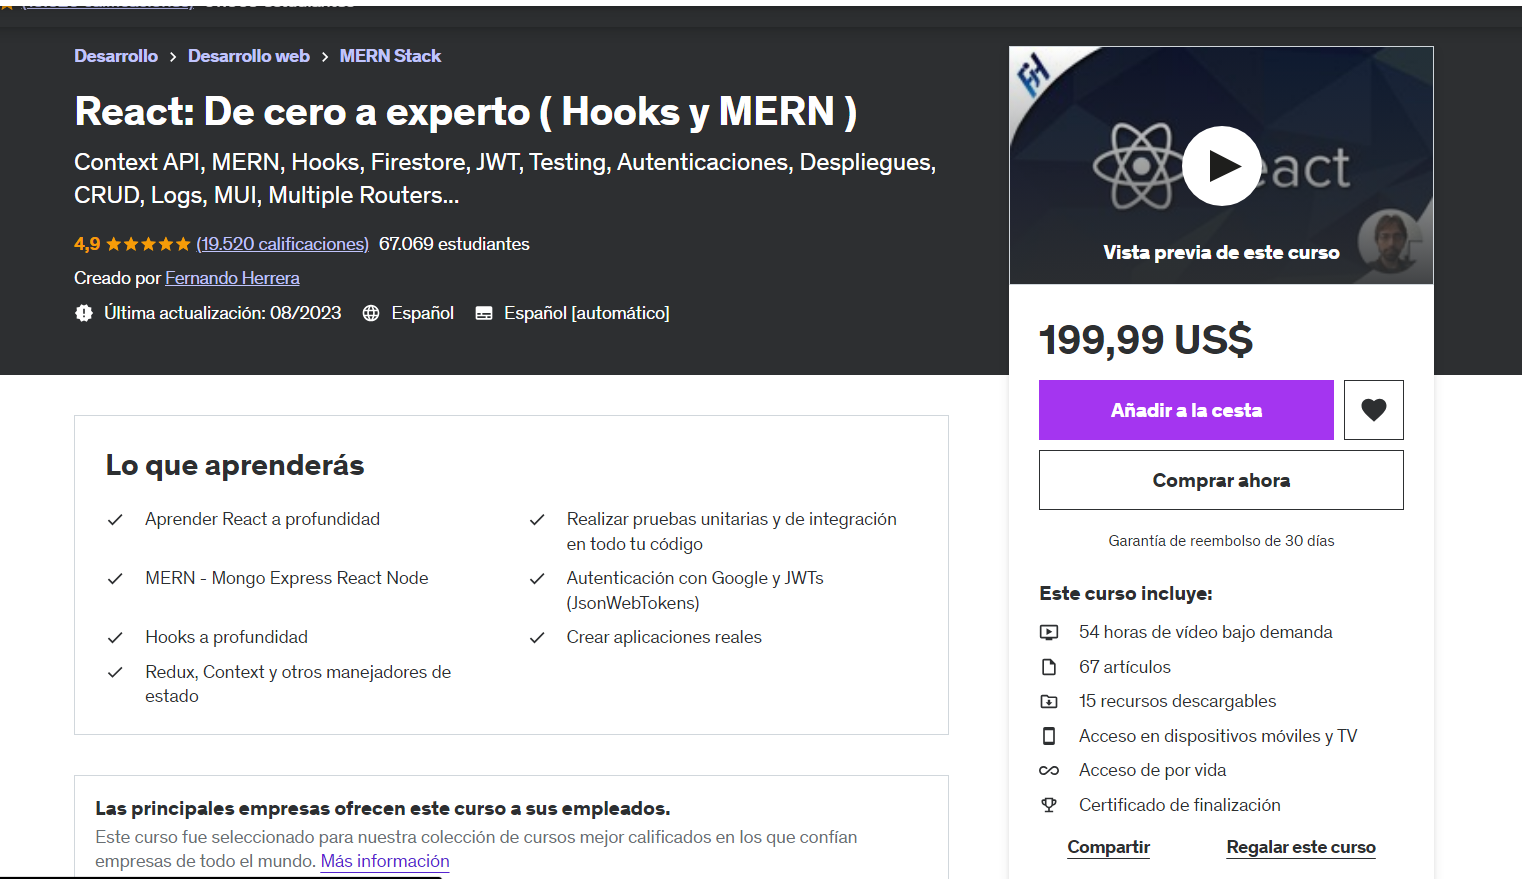 Desarrollo > Desarrollo web > MERN Stack
React: De cero a experto ( Hooks y MERN )
Context API, MERN, Hooks, Firestore, JWT, Testing, Autenticaciones, Despliegues,
CRUD, Logs, MUI, Multiple Routers...
4,9 (19.520 calificaciones) 67.069 estudiantes
Creado por Fernando Herrera
Última actualización: 08/2023 Español Español [automático]
FH
Vista previa de este curso
199,99 US$
Añadir a la cesta
Comprar ahora
Garantía de reembolso de 30 días
Este curso incluye:
54 horas de vídeo bajo demanda
67 artículos
15 recursos descargables
Acceso en dispositivos móviles y TV
Acceso de por vida
Certificado de finalización
Compartir Regalar este curso
Lo que aprenderás
Aprender React a profundidad
Realizar pruebas unitarias y de integración
en todo tu código
MERN - Mongo Express React Node
Autenticación con Google y JWTs
(JsonWebTokens)
Hooks a profundidad
Crear aplicaciones reales
Redux, Context y otros manejadores de
estado
Las principales empresas ofrecen este curso a sus empleados.
Este curso fue seleccionado para nuestra colección de cursos mejor calificados en los que confían
empresas de todo el mundo. Más información